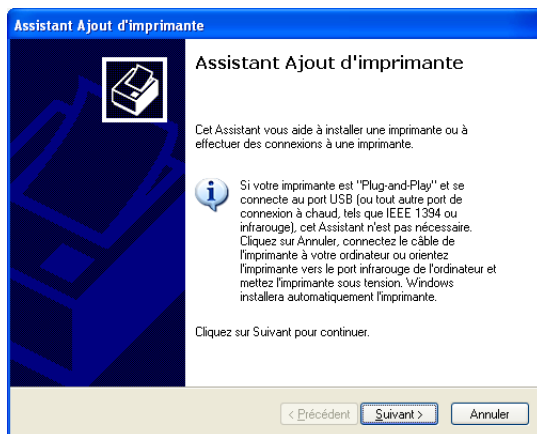 Assistant Ajout d'imprimante
Assistant Ajout d'imprimante
Cet Assistant vous aide à installer une imprimante ou à
effectuer des connexions à une imprimante.
Si votre imprimante est "Plug-and-Play" et se
connecte au port USB (ou tout autre port de
connexion à chaud, tels que IEEE 1394 ou
infrarouge), cet Assistant n'est pas nécessaire.
Cliquez sur Annuler, connectez le câble de
l'imprimante à votre ordinateur ou orientez
l'imprimante vers le port infrarouge de l'ordinateur et
mettez l'imprimante sous tension. Windows
installera automatiquement l'imprimante.
Cliquez sur Suivant pour continuer.
< Précédent Suivant > Annuler